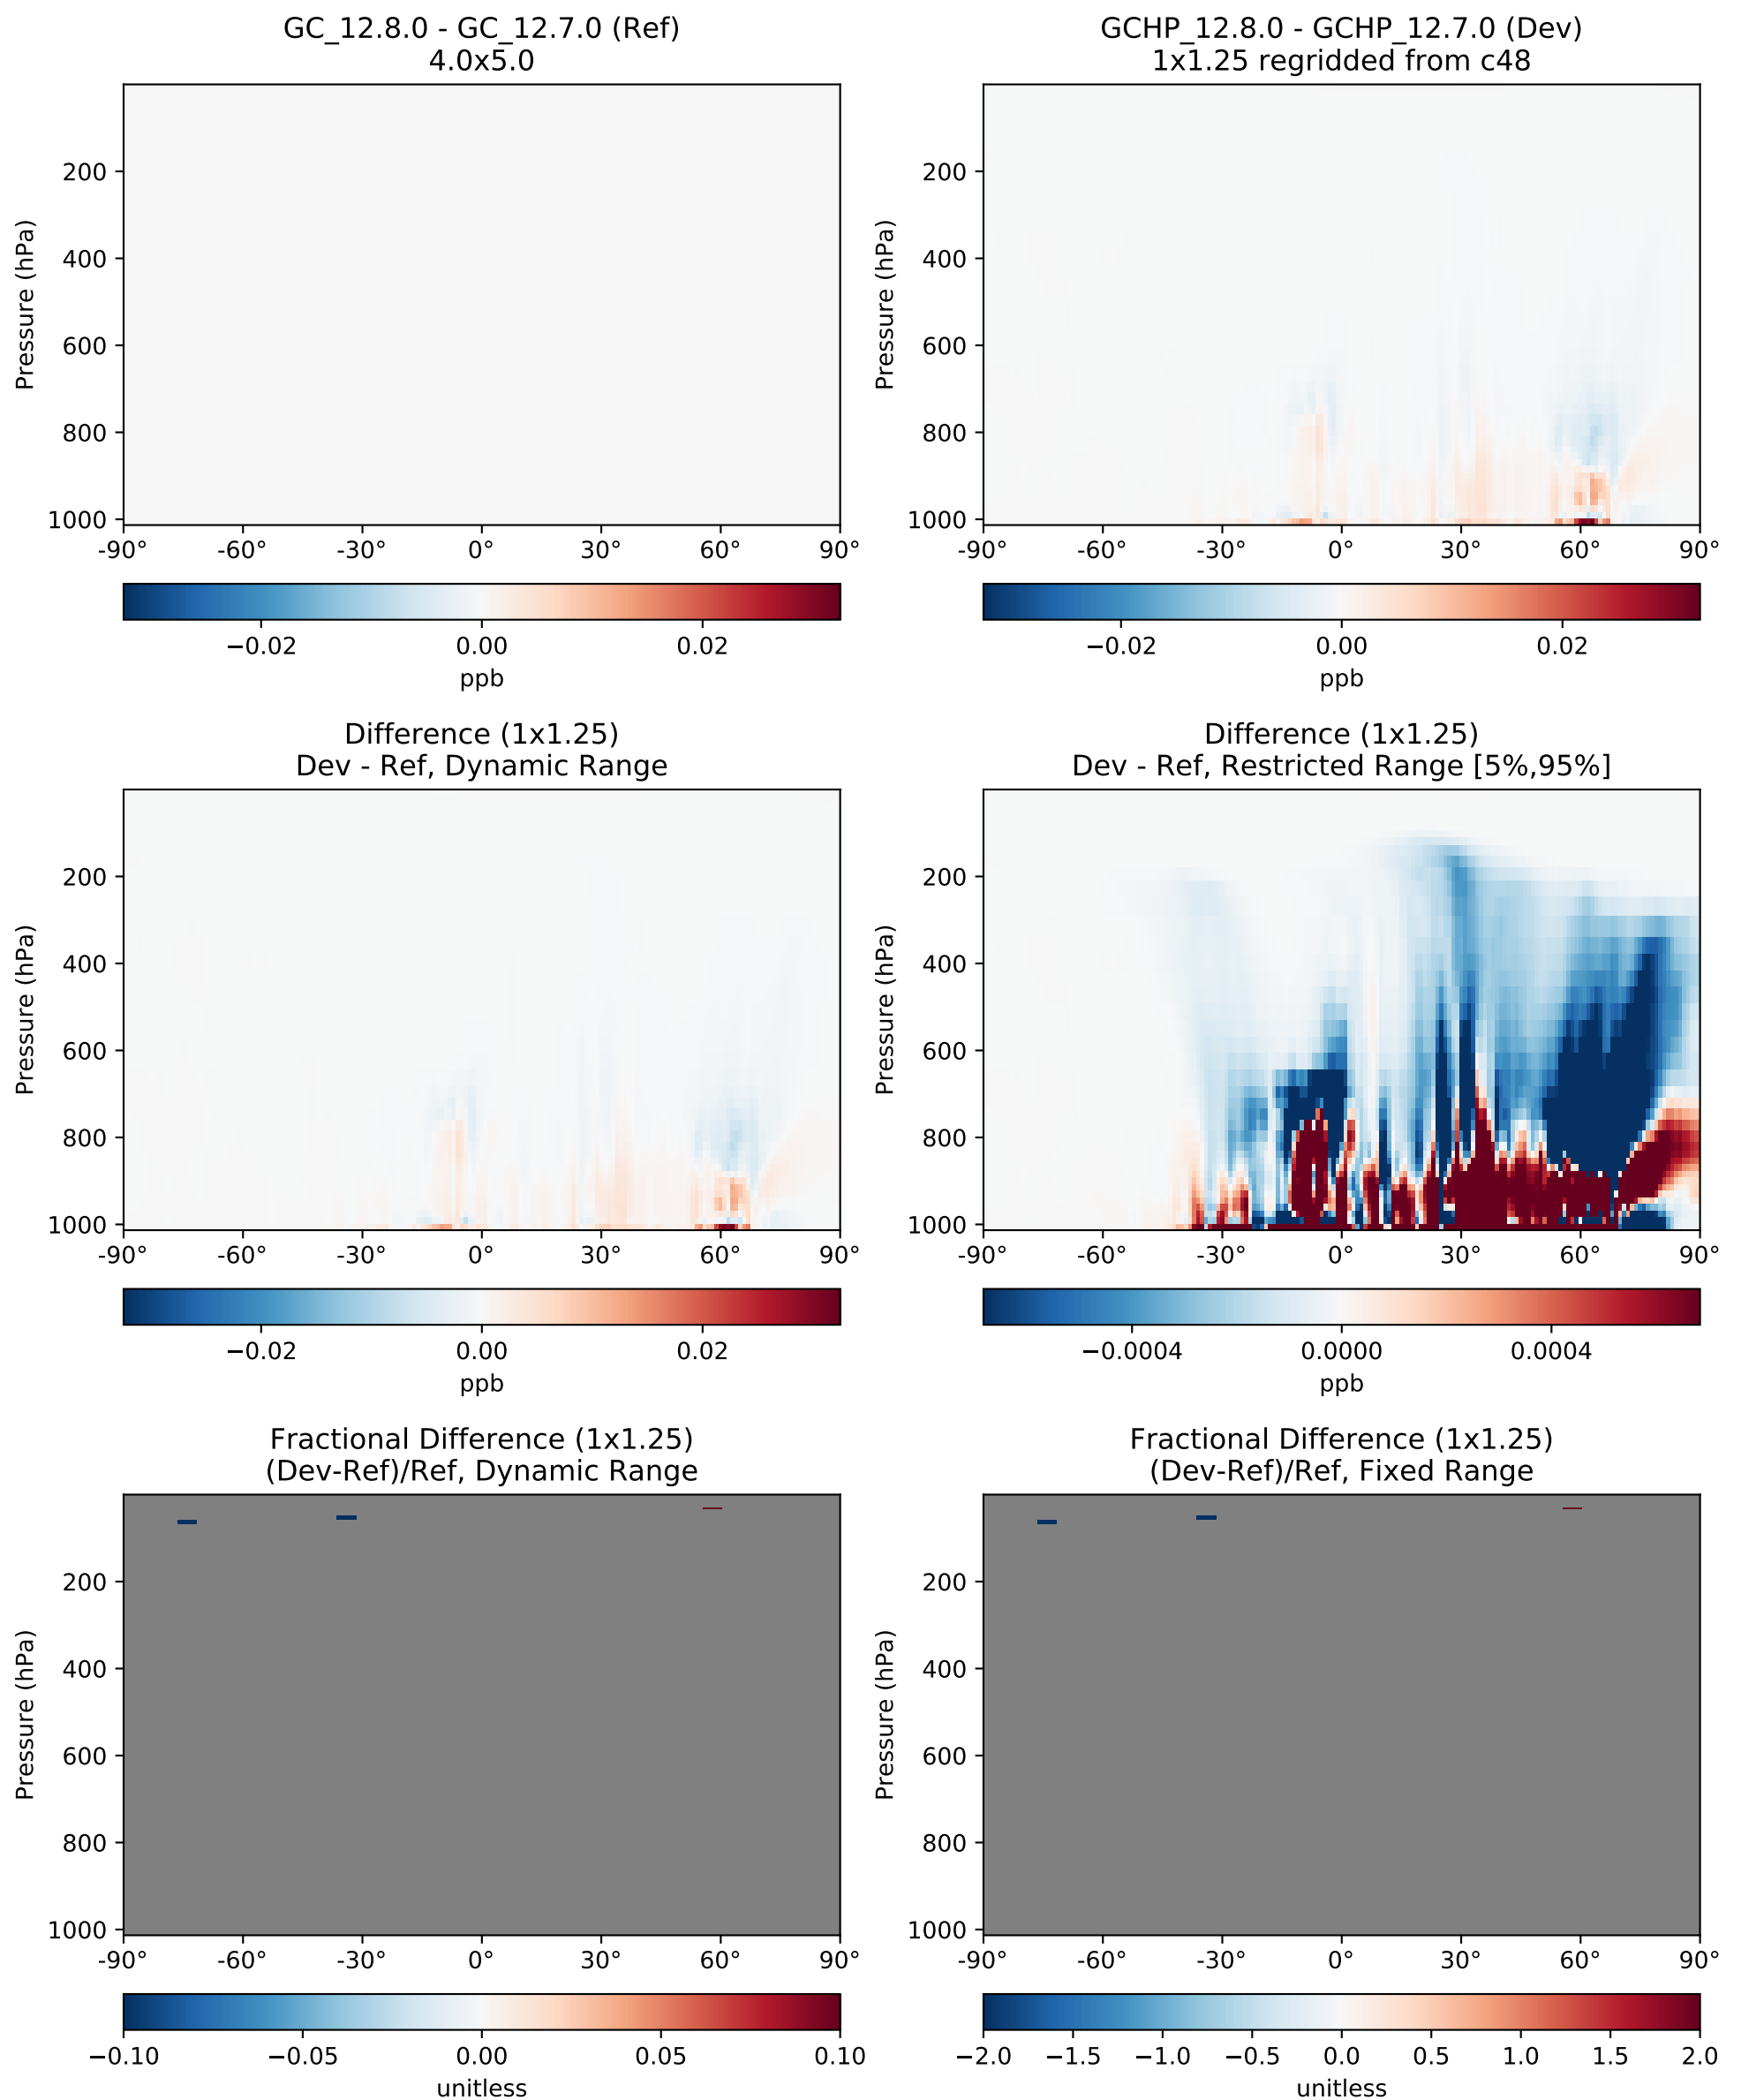 GC_12.8.0 - GC_12.7.0 (Ref)
4.0x5.0
Pressure (hPa)
200
400
600
800
1000
-90° -60° -30° 0° 30° 60° 90°
−0.02 0.00 0.02
ppb
GCHP_12.8.0 - GCHP_12.7.0 (Dev)
1x1.25 regridded from c48
Pressure (hPa)
200
400
600
800
1000
-90° -60° -30° 0° 30° 60° 90°
−0.02 0.00 0.02
ppb
Difference (1x1.25)
Dev - Ref, Dynamic Range
Pressure (hPa)
200
400
600
800
1000
-90° -60° -30° 0° 30° 60° 90°
−0.02 0.00 0.02
ppb
Difference (1x1.25)
Dev - Ref, Restricted Range [5%,95%]
Pressure (hPa)
200
400
600
800
1000
-90° -60° -30° 0° 30° 60° 90°
−0.0004 0.0000 0.0004
ppb
Fractional Difference (1x1.25)
(Dev-Ref)/Ref, Dynamic Range
Pressure (hPa)
200
400
600
800
1000
-90° -60° -30° 0° 30° 60° 90°
−0.10 −0.05 0.00 0.05 0.10
unitless
Fractional Difference (1x1.25)
(Dev-Ref)/Ref, Fixed Range
Pressure (hPa)
200
400
600
800
1000
-90° -60° -30° 0° 30° 60° 90°
−2.0 −1.5 −1.0 −0.5 0.0 0.5 1.0 1.5 2.0
unitless